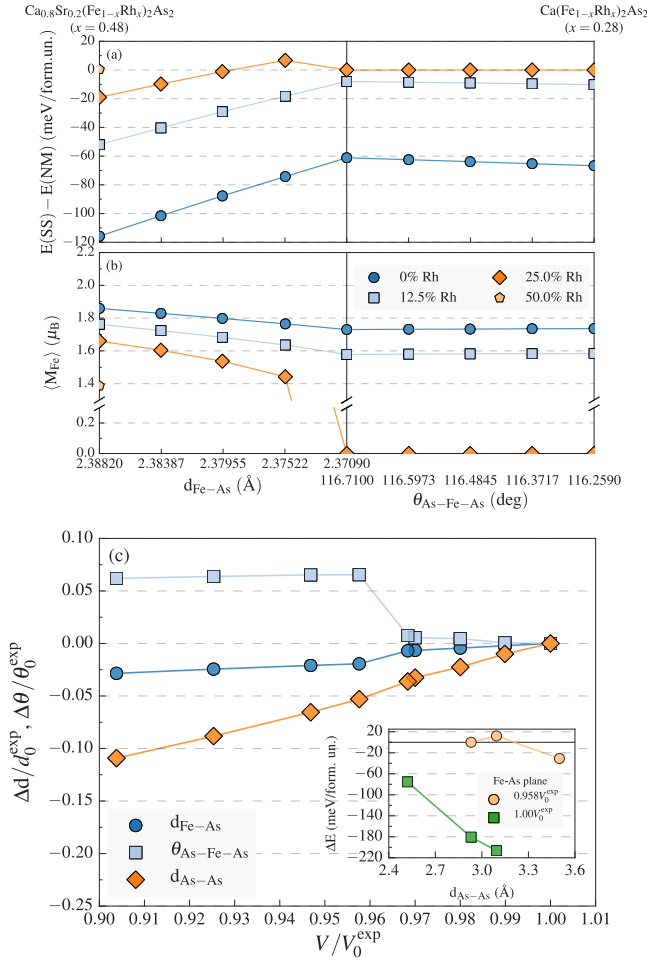 Ca0.8Sr0.2(Fe1−xRhx)2As2
(x = 0.48)
Ca(Fe1−xRhx)2As2
(x = 0.28)
(a)
E(SS) − E(NM) (meV/form.un.)
20
0
−20
−40
−60
−80
−100
−120
(b)
⟨MFe⟩ (μB)
2.2
2.0
1.8
1.6
1.4
0.2
0.0
0% Rh
12.5% Rh
25.0% Rh
50.0% Rh
2.3882 0
2.38387
2.37955
2.37522
2.37090
116.7100
116.5973
116.4845
116.3717
116.2590
dFe−As (Å)
θAs−Fe−As (deg)
(c)
Δd/d0exp, Δθ/θ0exp
0.10
0.05
0.00
−0.05
−0.10
−0.15
−0.20
−0.25
dFe−As
θAs−Fe−As
dAs−As
ΔE (meV/form. un.)
20
−20
−60
−100
−140
−180
−220
Fe-As plane
0.958V0exp
1.00V0exp
2.4
2.7
3.0
3.3
3.6
dAs−As (Å)
0.90
0.91
0.92
0.93
0.94
0.95
0.96
0.97
0.98
0.99
1.00
1.01
V/V0exp